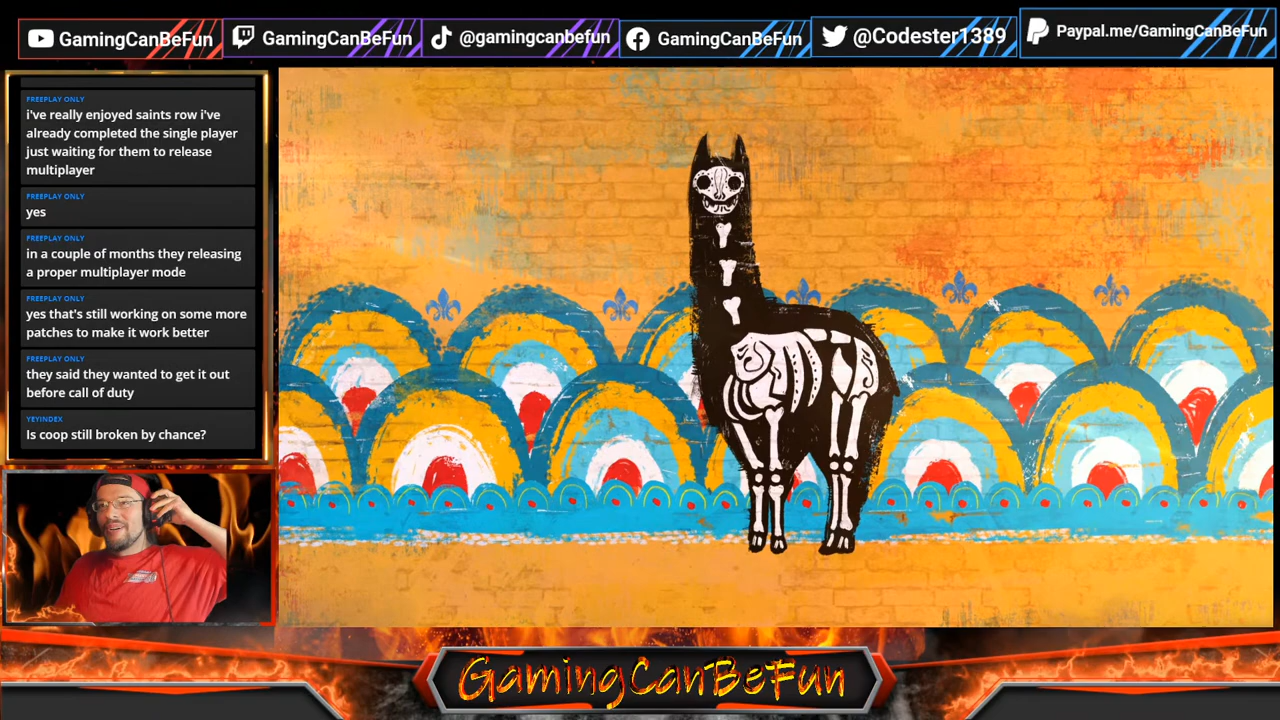 GamingCanBeFun
GamingCanBeFun
@gamingcanbefun
GamingCanBeFun
@Codester1389
Paypal.me/GamingCanBeFun
FREEPLAY ONLY
i've really enjoyed saints row i've
already completed the single player
just waiting for them to release
multiplayer
FREEPLAY ONLY
yes
FREEPLAY ONLY
in a couple of months they releasing
a proper multiplayer mode
FREEPLAY ONLY
yes that's still working on some more
patches to make it work better
FREEPLAY ONLY
they said they wanted to get it out
before call of duty
YEYINDEX
Is coop still broken by chance?
GamingCanBeFun